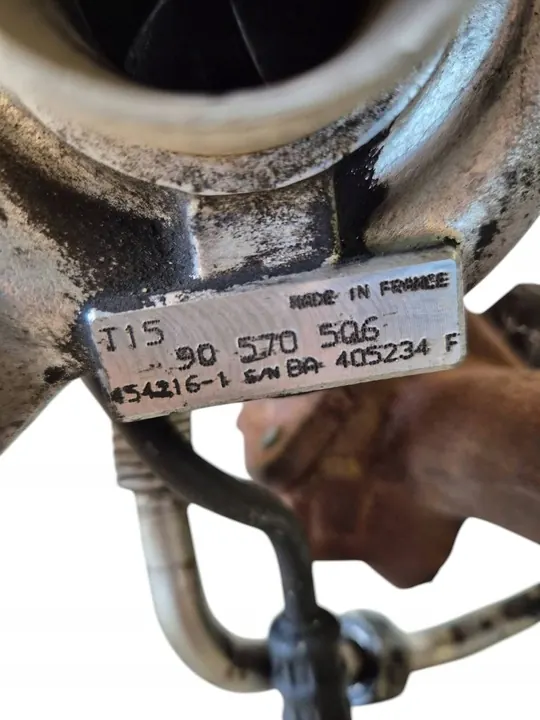 MADE IN FRANCE
T15
90 570 506
454216-1 S/N BA 405234 F